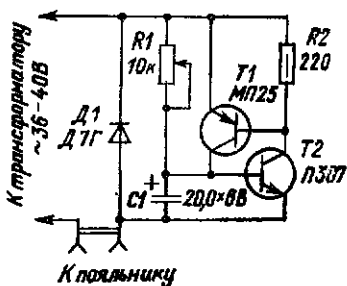 К трансформатору
~36-40В
R1
10к
R2
220
T1
МП25
Д1
Д7Г
T2
П307
C1
+
20,0×6В
К паяльнику